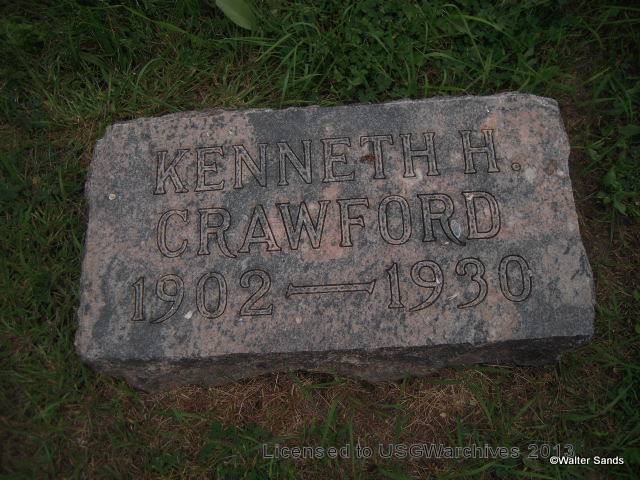 KENNETH H.
CRAWFORD
1902 — 1930
Licensed to USGWarchives 2013
©Walter Sands